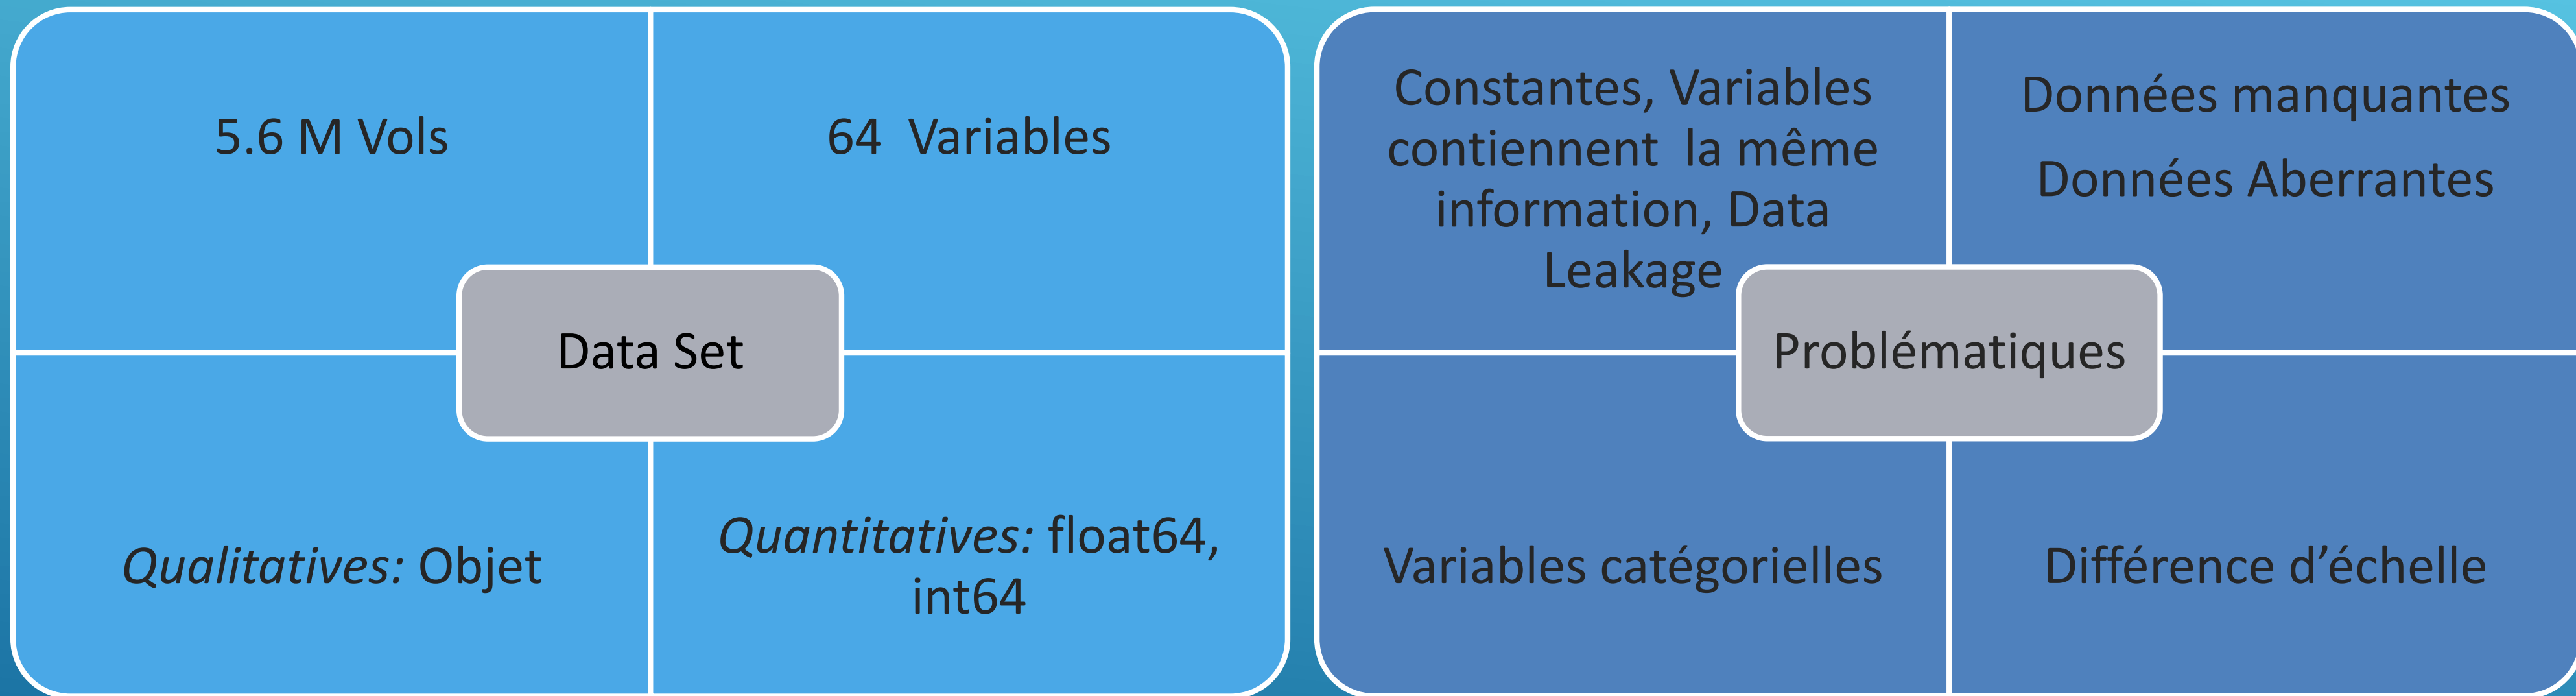 5.6 M Vols
64 Variables
Data Set
Qualitatives: Objet
Quantitatives: float64,
int64
Constantes, Variables
contiennent la même
information, Data
Leakage
Données manquantes
Données Aberrantes
Problématiques
Variables catégorielles
Différence d’échelle